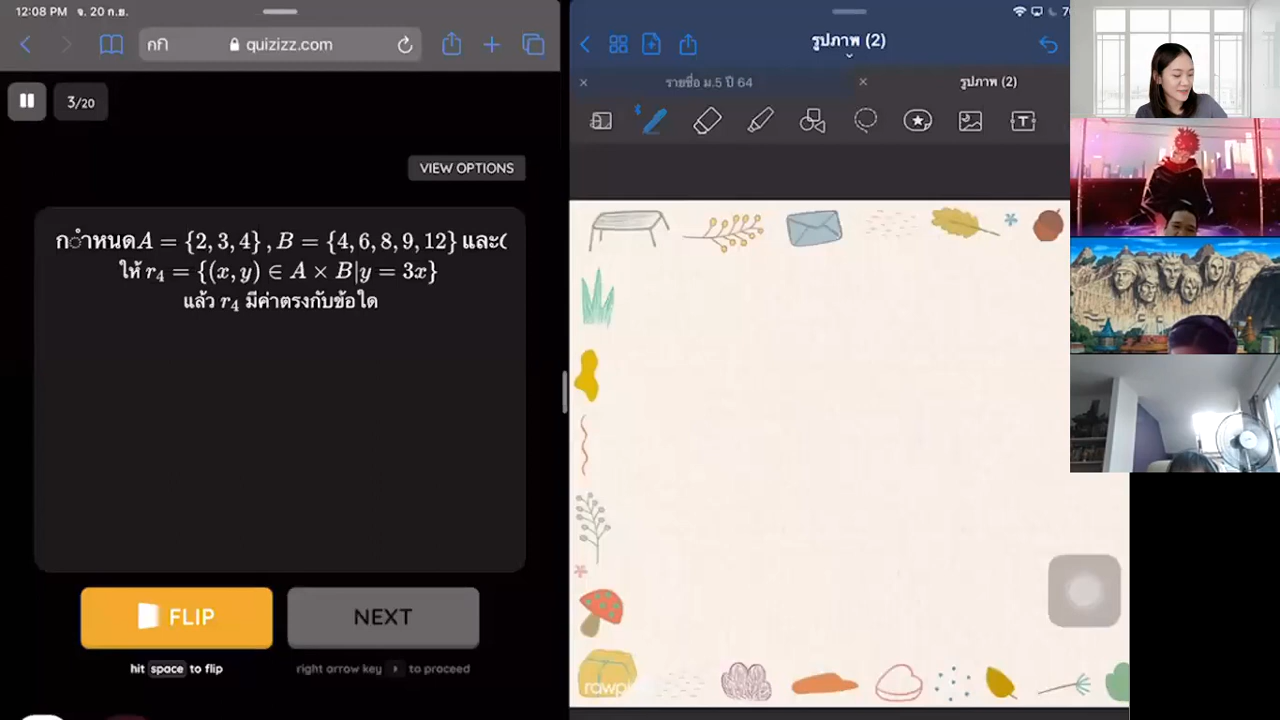 12:08 PM จ. 20 ก.ย.
กก quizizz.com
3/20
VIEW OPTIONS
กำหนดA = {2, 3, 4} , B = {4, 6, 8, 9, 12} และ(
ให้ r₄ = {(x, y) ∈ A × B|y = 3x}
แล้ว r₄ มีค่าตรงกับข้อใด
FLIP
NEXT
hit space to flip
right arrow key to proceed
รูปภาพ (2)
รายชื่อ ม.5 ปี 64
รูปภาพ (2)